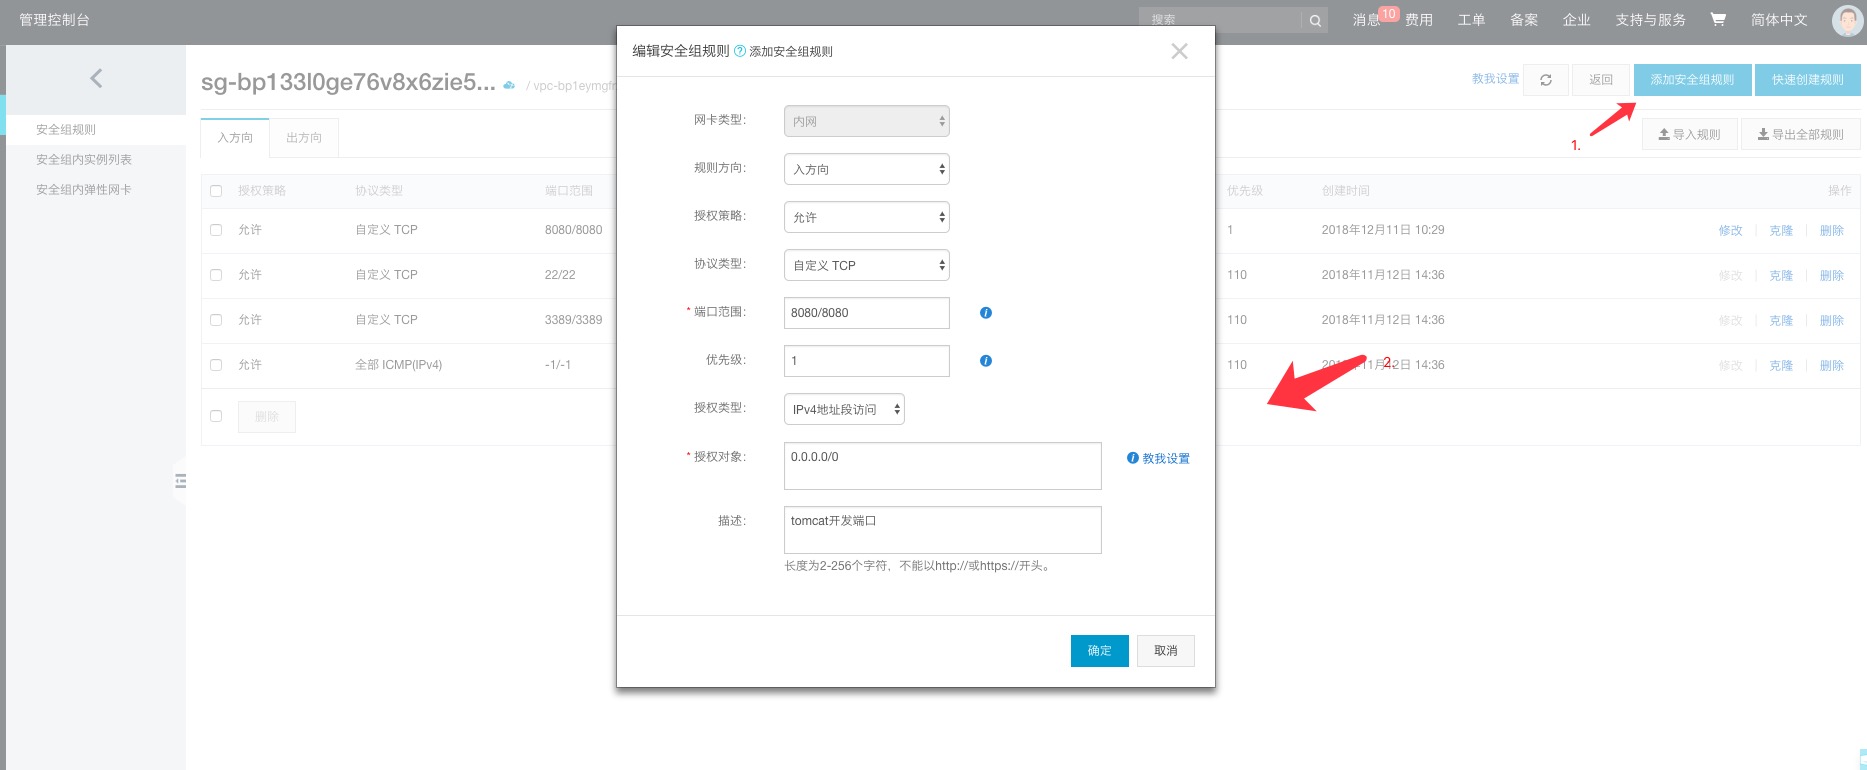 管理控制台
搜索
消息 10 费用 工单 备案 企业 支持与服务 简体中文
安全组规则
安全组内实例列表
安全组内弹性网卡
sg-bp133l0ge76v8x6zie5... / vpc-bp1eymgfr
教我设置 返回 添加安全组规则 快速创建规则
1.
入方向 出方向
导入规则 导出全部规则
授权策略 协议类型 端口范围 优先级 创建时间 操作
允许 自定义 TCP 8080/8080 1 2018年12月11日 10:29 修改 克隆 删除
允许 自定义 TCP 22/22 110 2018年11月12日 14:36 修改 克隆 删除
允许 自定义 TCP 3389/3389 110 2018年11月12日 14:36 修改 克隆 删除
允许 全部 ICMP(IPv4) -1/-1 110 2018年11月12日 14:36 修改 克隆 删除
2.
删除
编辑安全组规则 ? 添加安全组规则
网卡类型： 内网
规则方向： 入方向
授权策略： 允许
协议类型： 自定义 TCP
* 端口范围： 8080/8080
优先级： 1
授权类型： IPv4地址段访问
* 授权对象： 0.0.0.0/0 教我设置
描述： tomcat开发端口
长度为2-256个字符，不能以http://或https://开头。
确定 取消